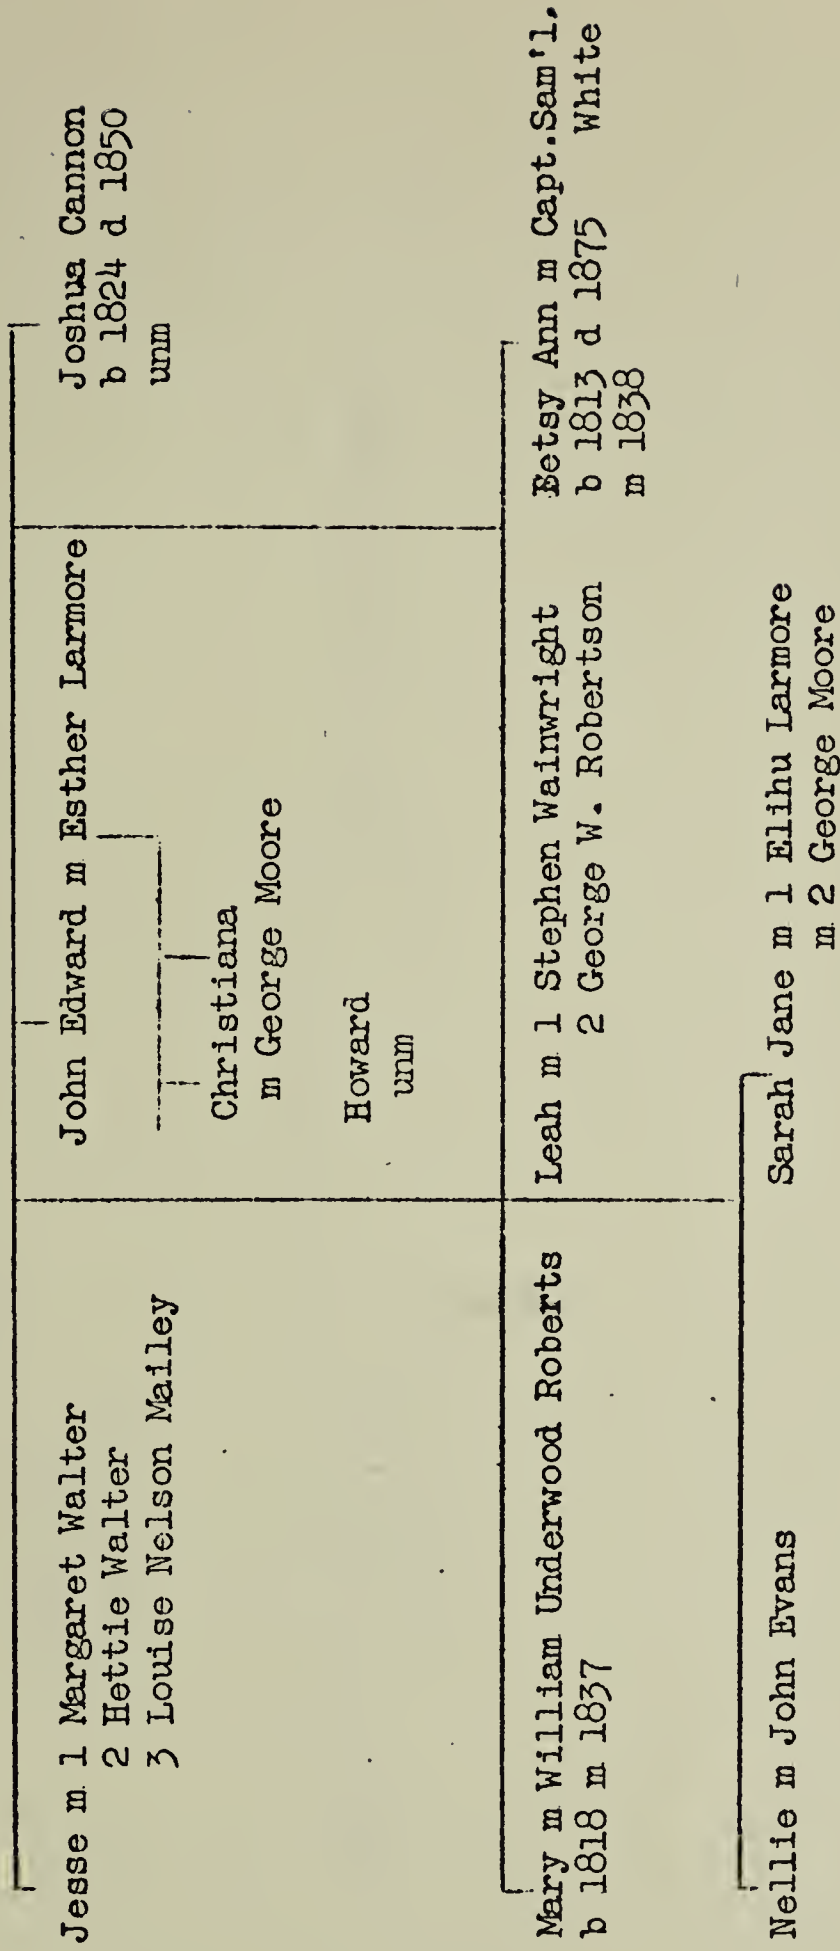 Jesse m 1 Margaret Walter
2 Hettie Walter
3 Louise Nelson Mailey
John Edward m Esther Larmore
Christiana
m George Moore
Howard
unm
Joshua Cannon
b 1824 d 1850
unm
Mary m William Underwood Roberts
b 1818 m 1837
Leah m 1 Stephen Wainwright
2 George W. Robertson
Betsy Ann m Capt.Sam'l.
b 1813 d 1875 White
m 1838
Nellie m John Evans
Sarah Jane m 1 Elihu Larmore
m 2 George Moore